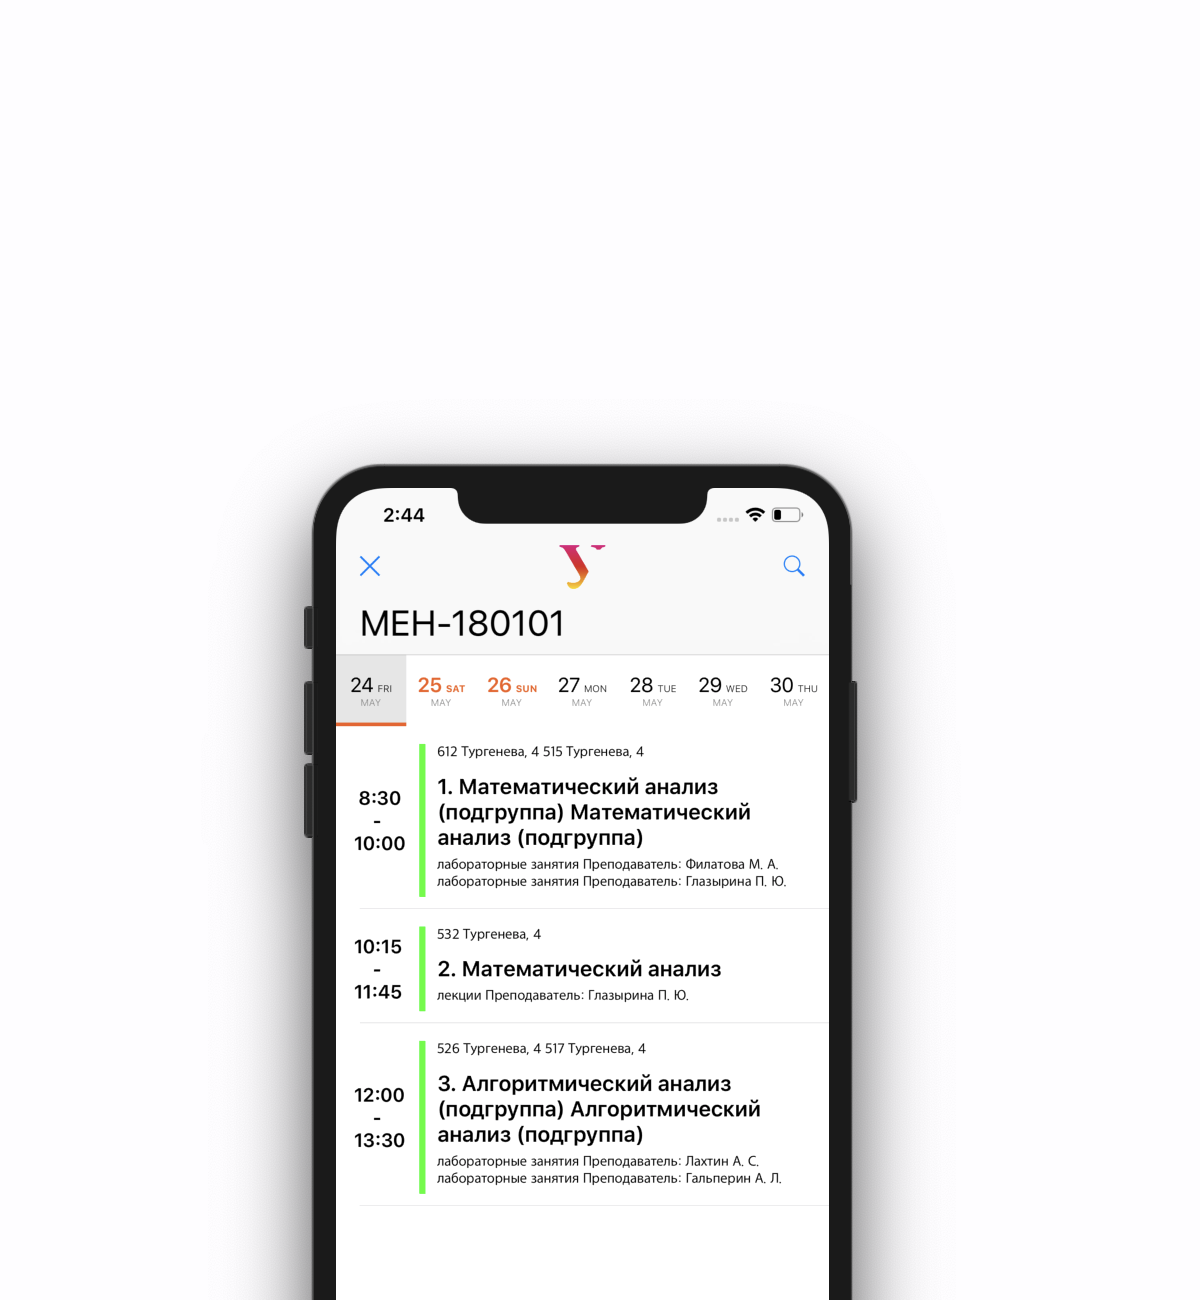 2:44
У
МЕН-180101
24 FRI 25 SAT 26 SUN 27 MON 28 TUE 29 WED 30 THU
MAY MAY MAY MAY MAY MAY MAY
612 Тургенева, 4 515 Тургенева, 4
8:30
-
10:00
1. Математический анализ
(подгруппа) Математический
анализ (подгруппа)
лабораторные занятия Преподаватель: Филатова М. А.
лабораторные занятия Преподаватель: Глазырина П. Ю.
532 Тургенева, 4
10:15
-
11:45
2. Математический анализ
лекции Преподаватель: Глазырина П. Ю.
526 Тургенева, 4 517 Тургенева, 4
12:00
-
13:30
3. Алгоритмический анализ
(подгруппа) Алгоритмический
анализ (подгруппа)
лабораторные занятия Преподаватель: Лахтин А. С.
лабораторные занятия Преподаватель: Гальперин А. Л.